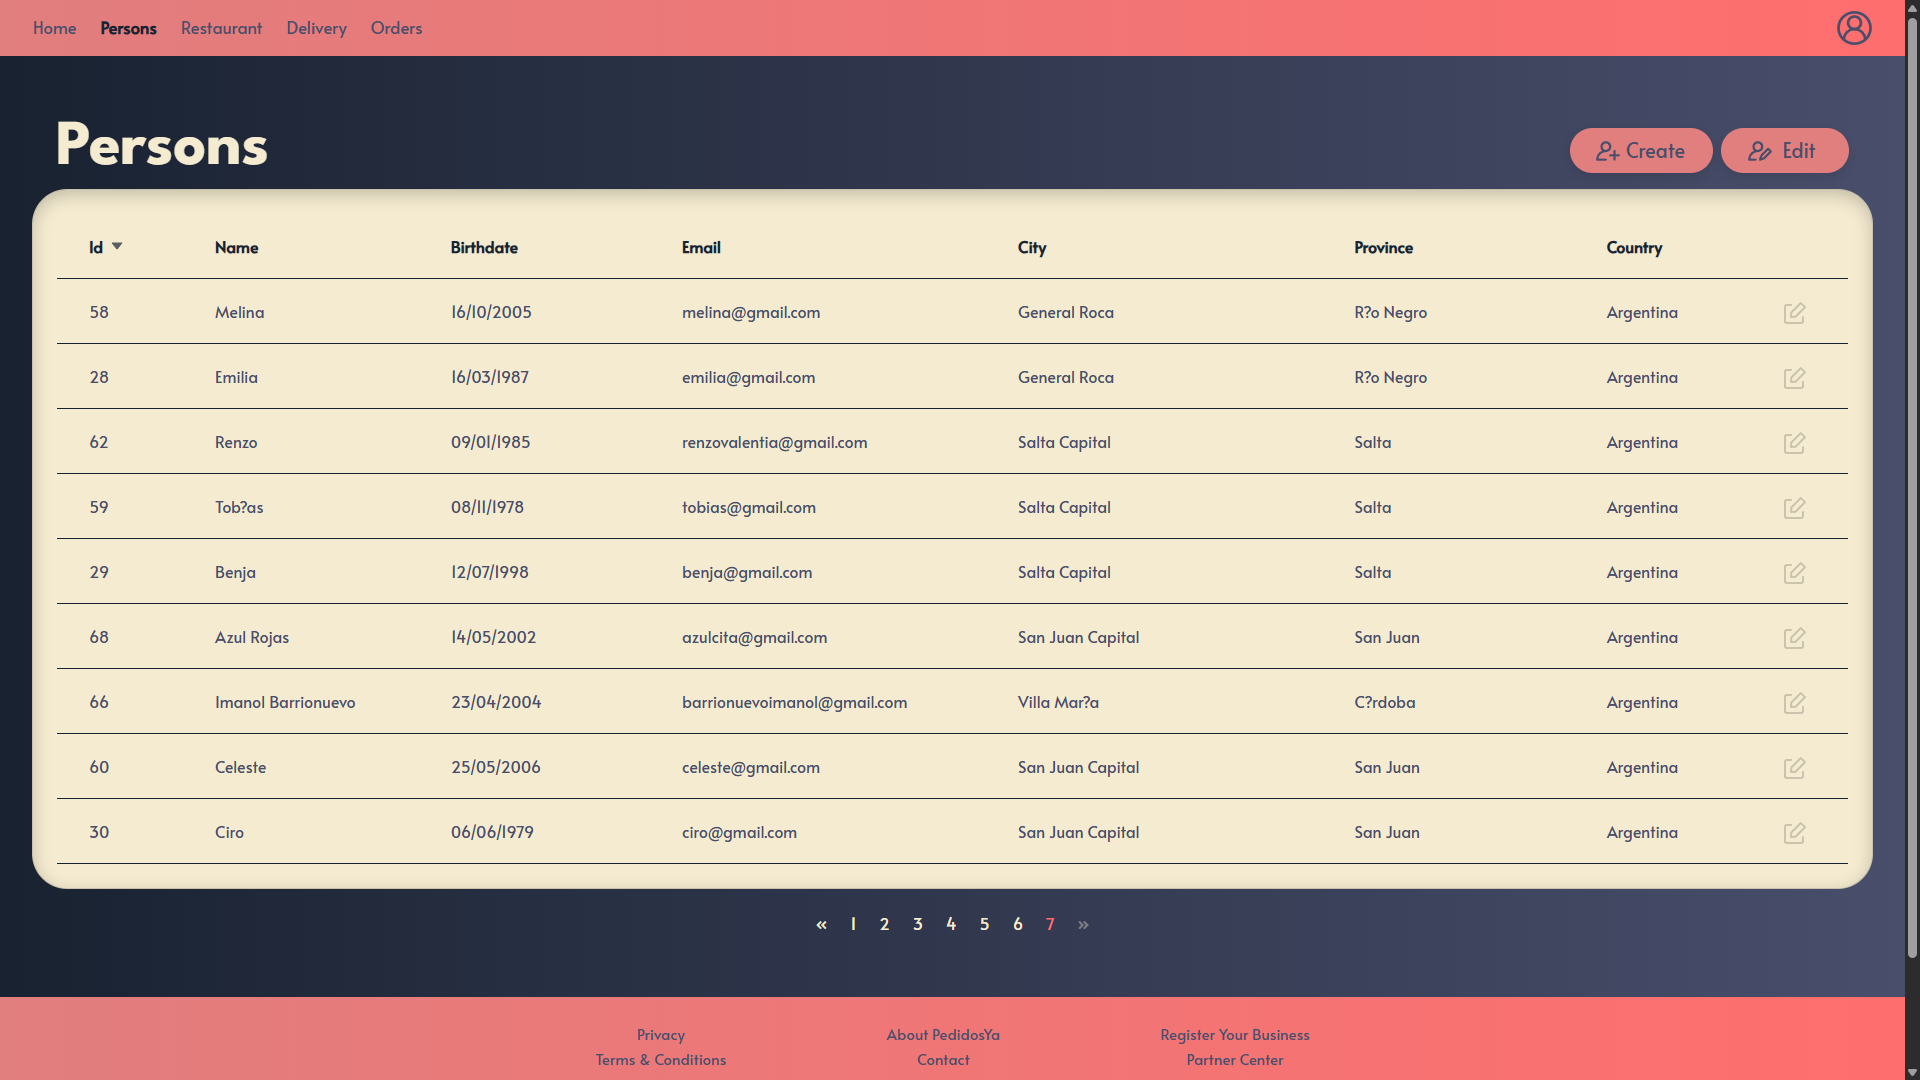 Home Persons Restaurant Delivery Orders
Persons
Create Edit
Id Name Birthdate Email City Province Country
58 Melina 16/10/2005 melina@gmail.com General Roca R?o Negro Argentina
28 Emilia 16/03/1987 emilia@gmail.com General Roca R?o Negro Argentina
62 Renzo 09/01/1985 renzovalentia@gmail.com Salta Capital Salta Argentina
59 Tob?as 08/11/1978 tobias@gmail.com Salta Capital Salta Argentina
29 Benja 12/07/1998 benja@gmail.com Salta Capital Salta Argentina
68 Azul Rojas 14/05/2002 azulcita@gmail.com San Juan Capital San Juan Argentina
66 Imanol Barrionuevo 23/04/2004 barrionuevoimanol@gmail.com Villa Mar?a C?rdoba Argentina
60 Celeste 25/05/2006 celeste@gmail.com San Juan Capital San Juan Argentina
30 Ciro 06/06/1979 ciro@gmail.com San Juan Capital San Juan Argentina
« 1 2 3 4 5 6 7 »
Privacy About PedidosYa Register Your Business
Terms & Conditions Contact Partner Center